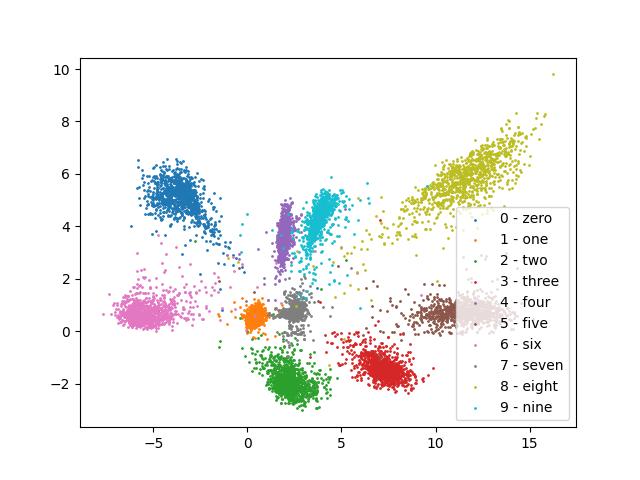 10
8
6
4
2
0
−2
−5
0
5
10
15
0 - zero
1 - one
2 - two
3 - three
4 - four
5 - five
6 - six
7 - seven
8 - eight
9 - nine